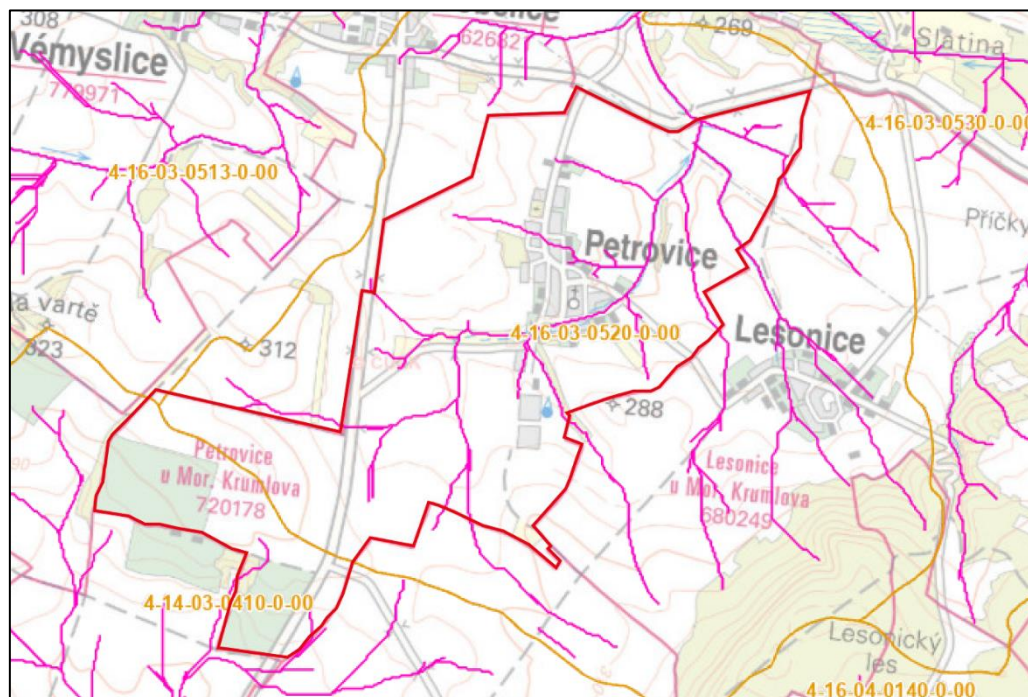 308
Vémyslice
779971
62682
269
Slatina
4-16-03-0530-0-00
4-16-03-0513-0-00
Příčky
Petrovice
a vartě
323
312
4-16-03-0520-0-00
Lesonice
288
Petrovice
u Mor. Krumlova
720178
Lesonice
u Mor. Krumlova
680249
4-14-03-0410-0-00
Lesonický
les
4-16-04-0140-0-00